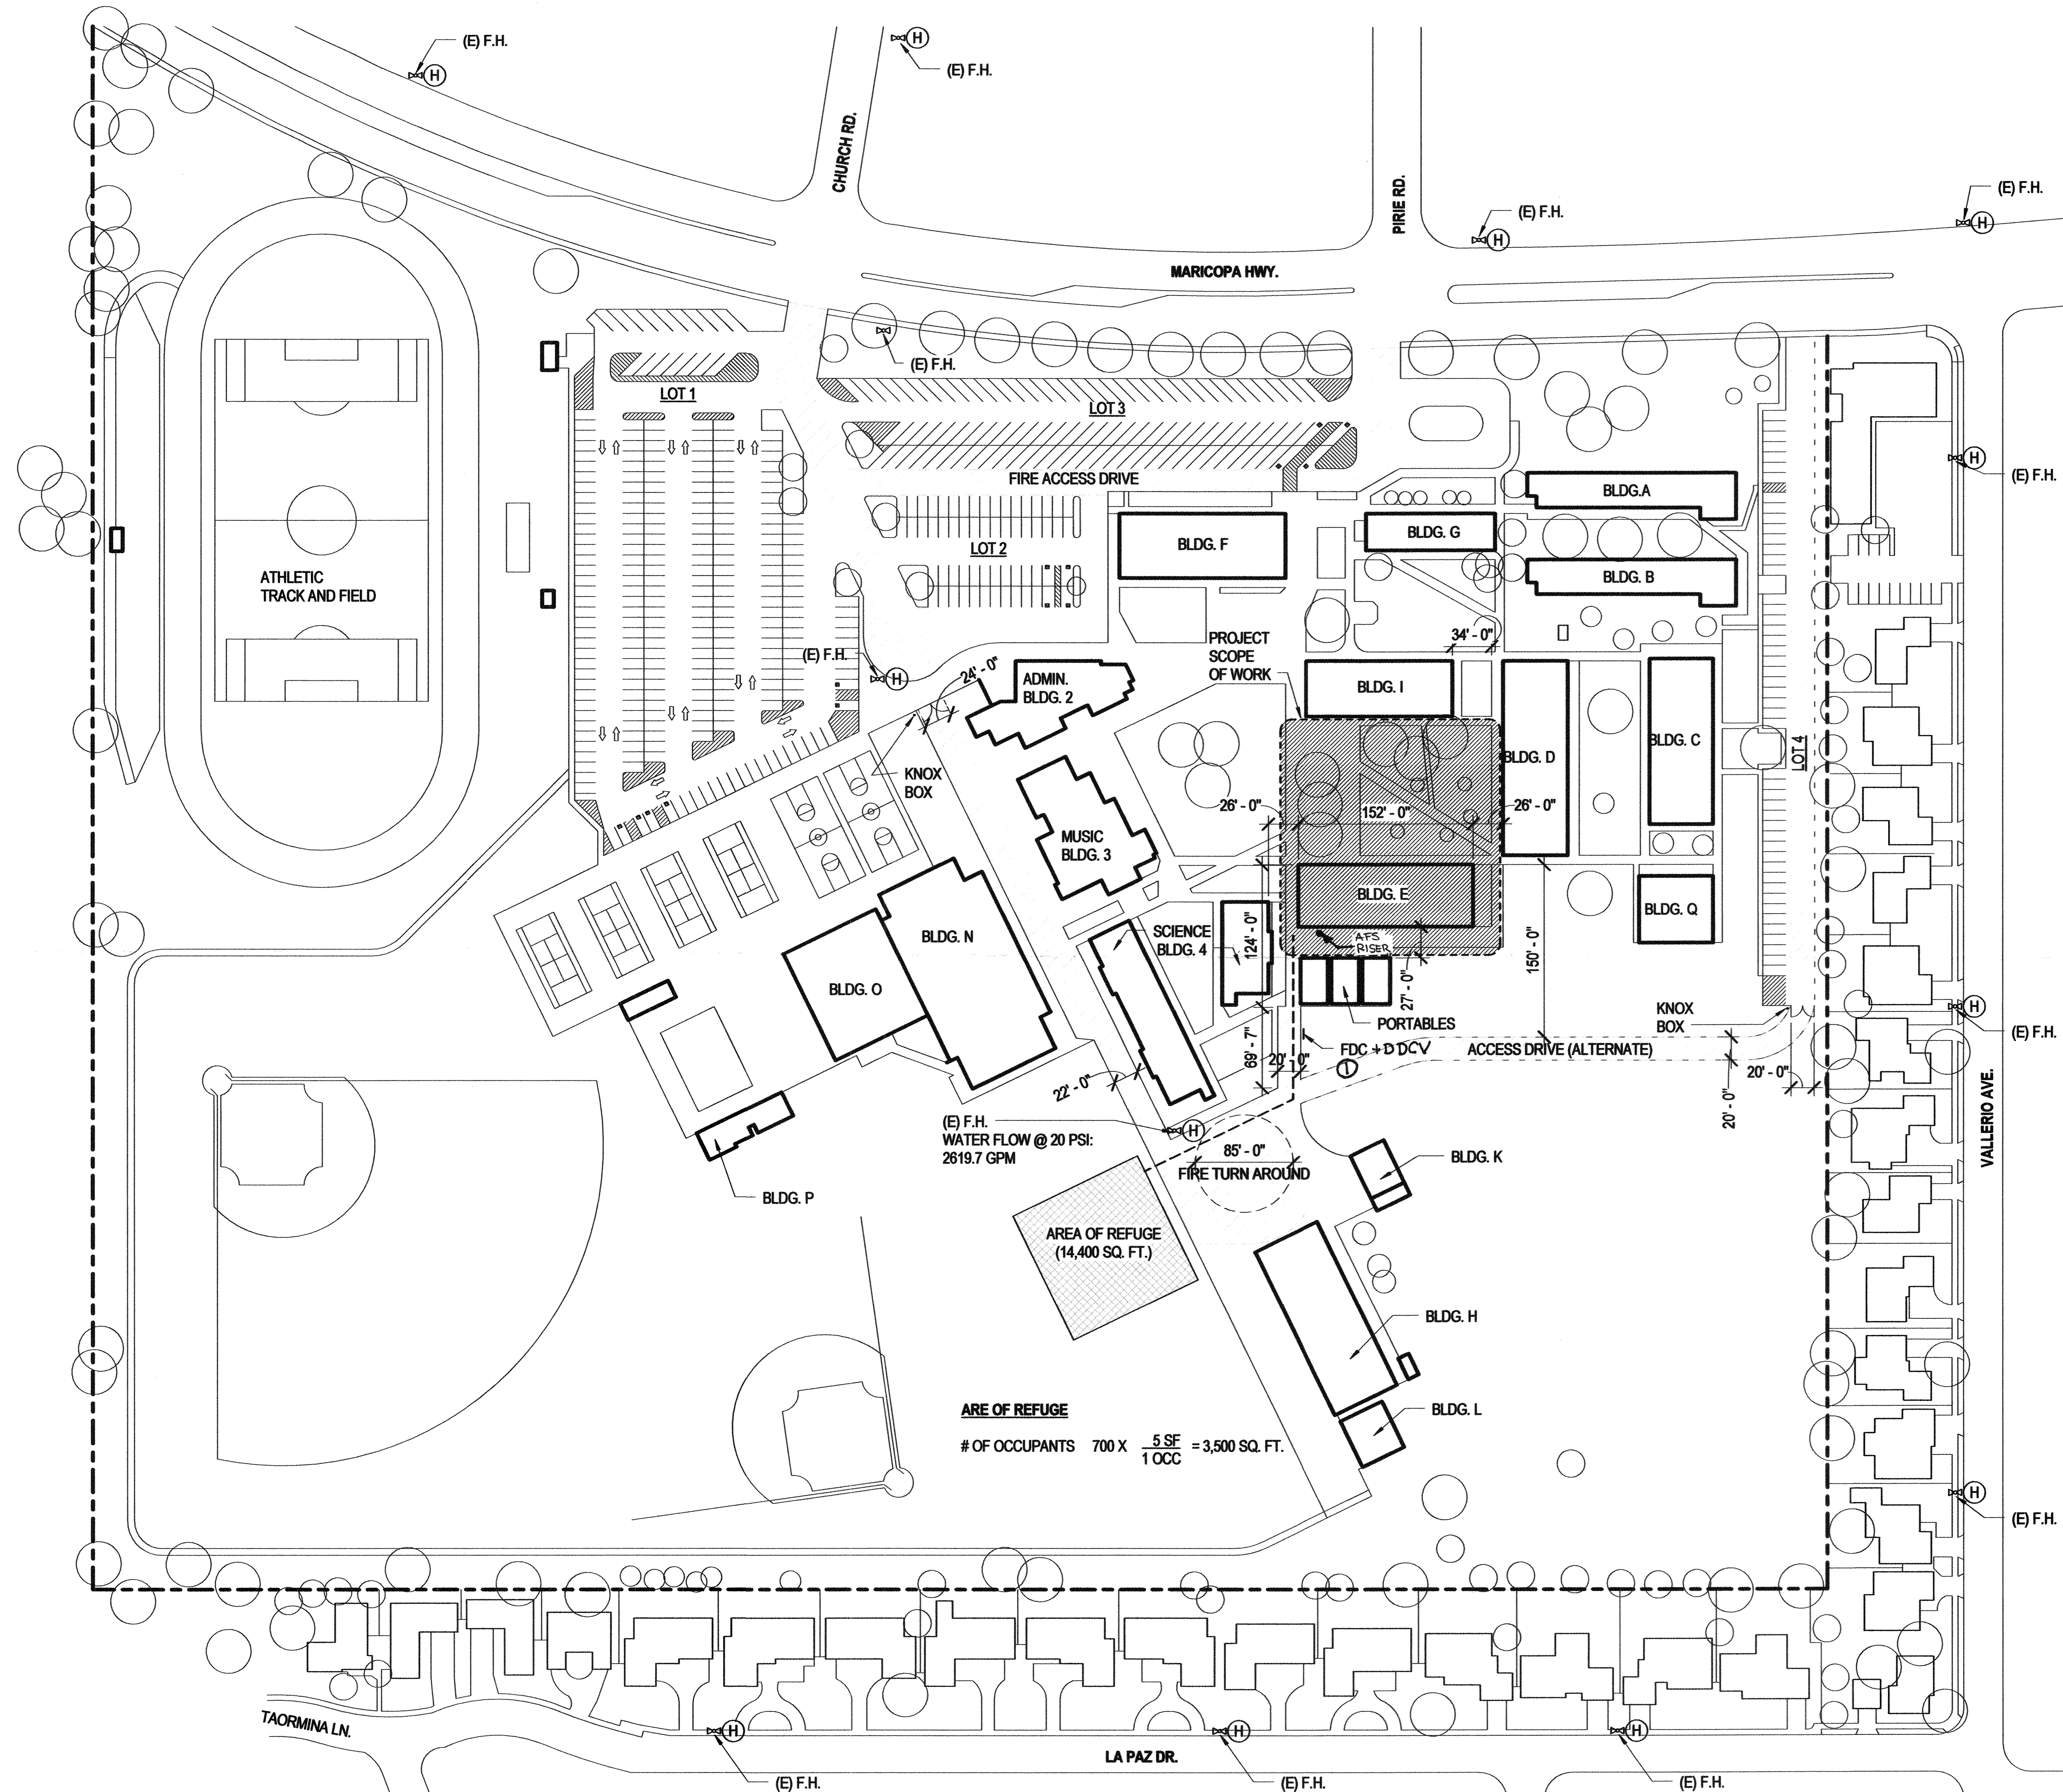 (E) F.H.
H
H
(E) F.H.
CHURCH RD.
PIRIE RD.
(E) F.H.
H
(E) F.H.
H
MARICOPA HWY.
(E) F.H.
LOT 1
LOT 3
FIRE ACCESS DRIVE
H
(E) F.H.
BLDG.A
BLDG. F
BLDG. G
LOT 2
BLDG. B
ATHLETIC
TRACK AND FIELD
PROJECT
SCOPE
OF WORK
34' - 0"
(E) F.H.
H
24' - 0"
ADMIN.
BLDG. 2
BLDG. I
BLDG. D
BLDG. C
LOT 4
KNOX
BOX
26' - 0"
152' - 0"
26' - 0"
MUSIC
BLDG. 3
BLDG. E
BLDG. Q
BLDG. N
SCIENCE
BLDG. 4
124' - 0"
AFS
RISER
27' - 0"
150' - 0"
BLDG. O
PORTABLES
KNOX
BOX
H
(E) F.H.
FDC + DDCV
1
ACCESS DRIVE (ALTERNATE)
69' - 7"
20' - 0"
20' - 0"
20' - 0"
22' - 0"
(E) F.H.
WATER FLOW @ 20 PSI:
2619.7 GPM
H
85' - 0"
FIRE TURN AROUND
BLDG. K
VALLERIO AVE.
BLDG. P
AREA OF REFUGE
(14,400 SQ. FT.)
BLDG. H
ARE OF REFUGE
BLDG. L
# OF OCCUPANTS 700 X 5 SF = 3,500 SQ. FT.
1 OCC
H
(E) F.H.
TAORMINA LN.
H
H
H
LA PAZ DR.
(E) F.H.
(E) F.H.
(E) F.H.